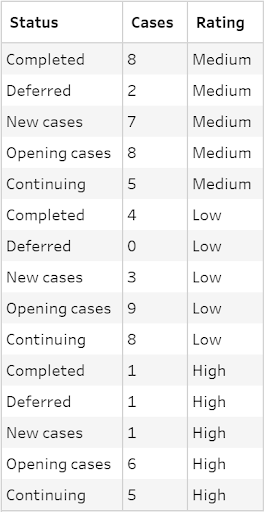 Status Cases Rating
Completed 8 Medium
Deferred 2 Medium
New cases 7 Medium
Opening cases 8 Medium
Continuing 5 Medium
Completed 4 Low
Deferred 0 Low
New cases 3 Low
Opening cases 9 Low
Continuing 8 Low
Completed 1 High
Deferred 1 High
New cases 1 High
Opening cases 6 High
Continuing 5 High